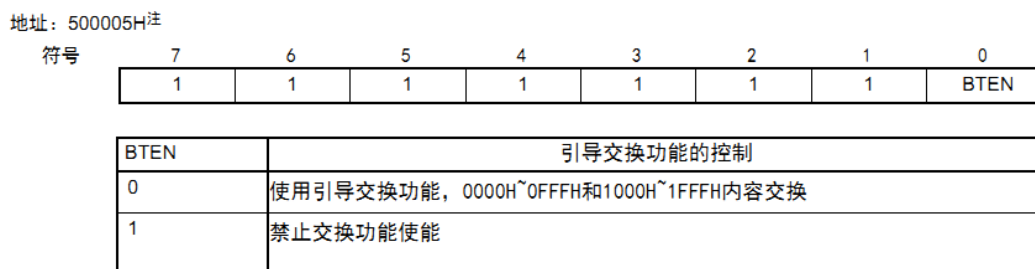 地址：500005H注
符号 7 6 5 4 3 2 1 0
1 1 1 1 1 1 1 BTEN
BTEN 引导交换功能的控制
0 使用引导交换功能，0000H~0FFFH和1000H~1FFFH内容交换
1 禁止交换功能使能